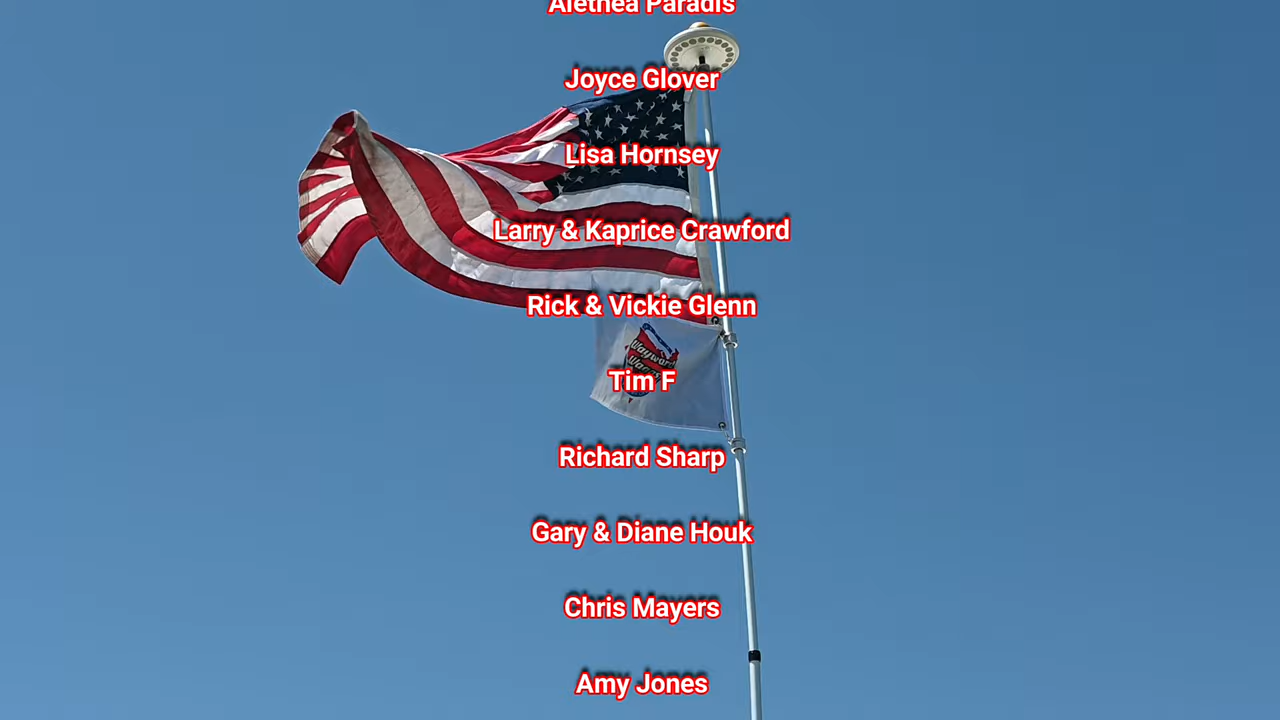 Alethea Paradis
Joyce Glover
Lisa Hornsey
Larry & Kaprice Crawford
Rick & Vickie Glenn
Wayward
Tim F
Richard Sharp
Gary & Diane Houk
Chris Mayers
Amy Jones